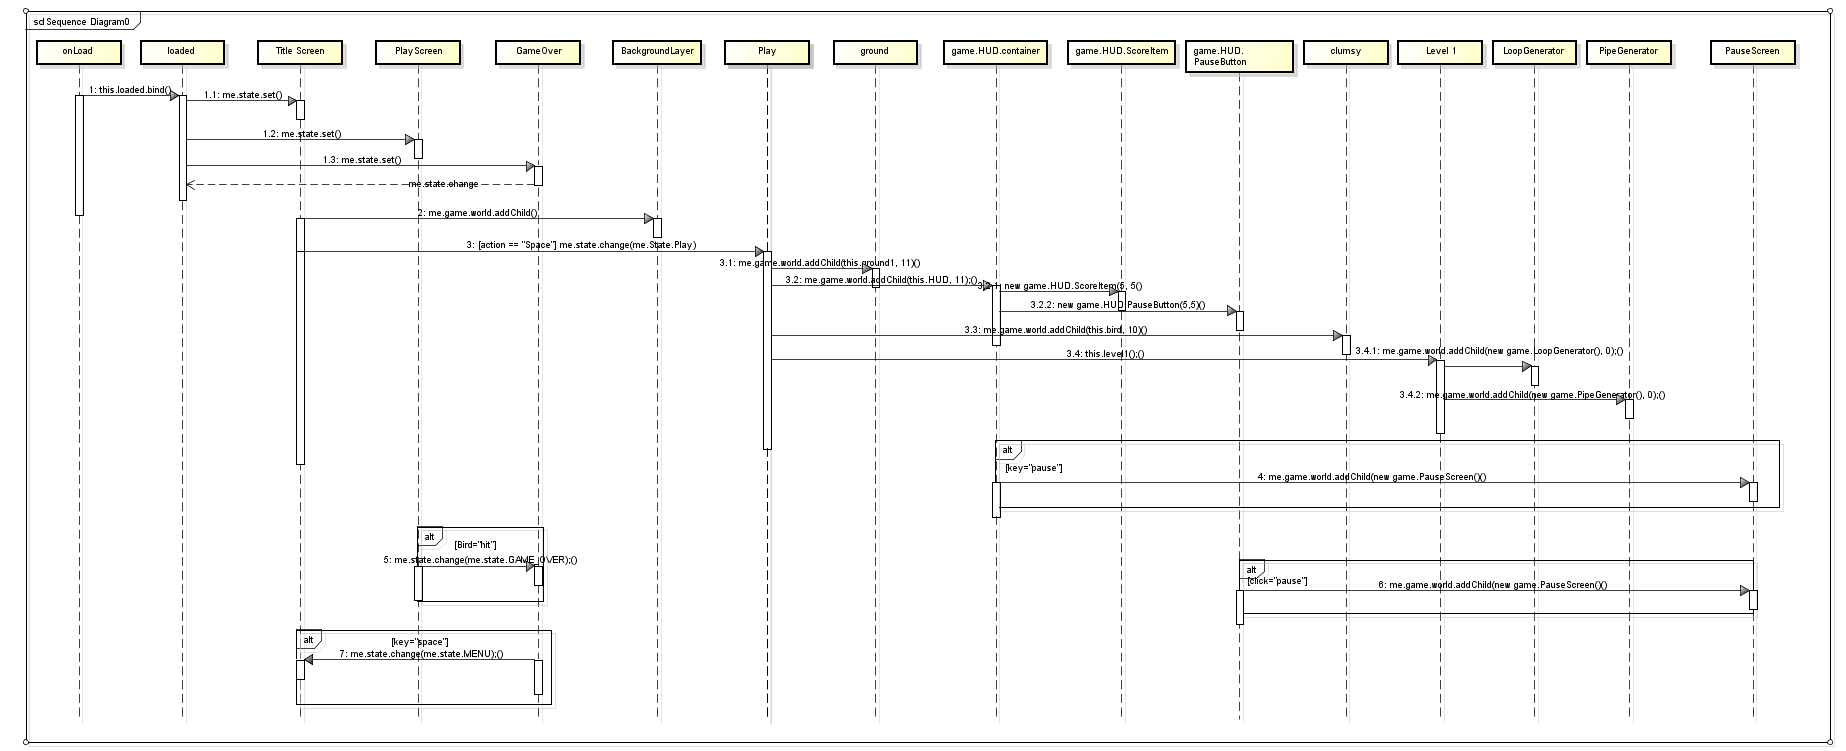 sd Sequence Diagram0
onLoad
loaded
Title Screen
PlayScreen
GameOver
BackgroundLayer
Play
ground
game.HUD.container
game.HUD.ScoreItem
game.HUD.
PauseButton
clumsy
Level 1
LoopGenerator
PipeGenerator
PauseScreen
1: this.loaded.bind()
1.1: me.state.set()
1.2: me.state.set()
1.3: me.state.set()
me.state.change
2: me.game.world.addChild()
3: [action == "Space"] me.state.change(me.State.Play)
3.1: me.game.world.addChild(this.ground1, 11)()
3.2: me.game.world.addChild(this.HUD, 11);()
3.2.1: new game.HUD.ScoreItem(5, 5()
3.2.2: new game.HUD.PauseButton(5,5)()
3.3: me.game.world.addChild(this.bird, 10)()
3.4: this.level1();()
3.4.1: me.game.world.addChild(new game.LoopGenerator(), 0);()
3.4.2: me.game.world.addChild(new game.PipeGenerator(), 0);()
alt
[key="pause"]
4: me.game.world.addChild(new game.PauseScreen()()
alt
[Bird="hit"]
5: me.state.change(me.state.GAME_OVER);()
alt
[click="pause"]
6: me.game.world.addChild(new game.PauseScreen()()
alt
[key="space"]
7: me.state.change(me.state.MENU);()